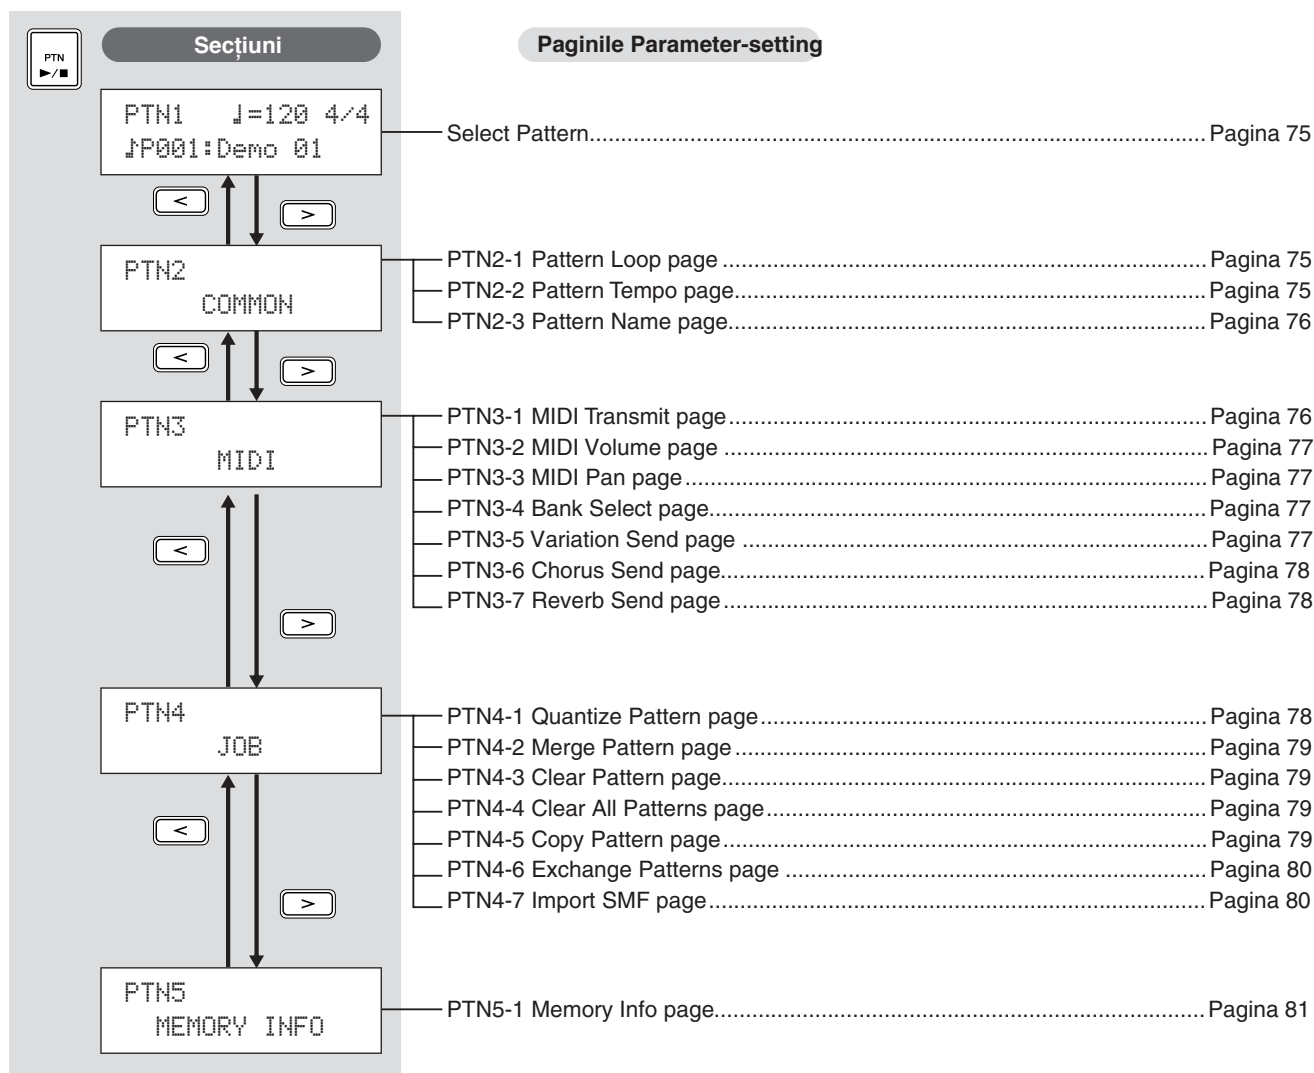 PTN
►/■
Secțiuni
Paginile Parameter-setting
PTN1 ♩=120 4/4
♪P001:Demo 01
Select Pattern.......... Pagina 75
<
>
PTN2
COMMON
PTN2-1 Pattern Loop page .......... Pagina 75
PTN2-2 Pattern Tempo page.......... Pagina 75
PTN2-3 Pattern Name page.......... Pagina 76
<
>
PTN3
MIDI
PTN3-1 MIDI Transmit page.......... Pagina 76
PTN3-2 MIDI Volume page .......... Pagina 77
PTN3-3 MIDI Pan page.......... Pagina 77
PTN3-4 Bank Select page.......... Pagina 77
PTN3-5 Variation Send page .......... Pagina 77
PTN3-6 Chorus Send page.......... Pagina 78
PTN3-7 Reverb Send page.......... Pagina 78
<
>
PTN4
JOB
PTN4-1 Quantize Pattern page.......... Pagina 78
PTN4-2 Merge Pattern page.......... Pagina 79
PTN4-3 Clear Pattern page.......... Pagina 79
PTN4-4 Clear All Patterns page.......... Pagina 79
PTN4-5 Copy Pattern page.......... Pagina 79
PTN4-6 Exchange Patterns page .......... Pagina 80
PTN4-7 Import SMF page.......... Pagina 80
<
>
PTN5
MEMORY INFO
PTN5-1 Memory Info page.......... Pagina 81